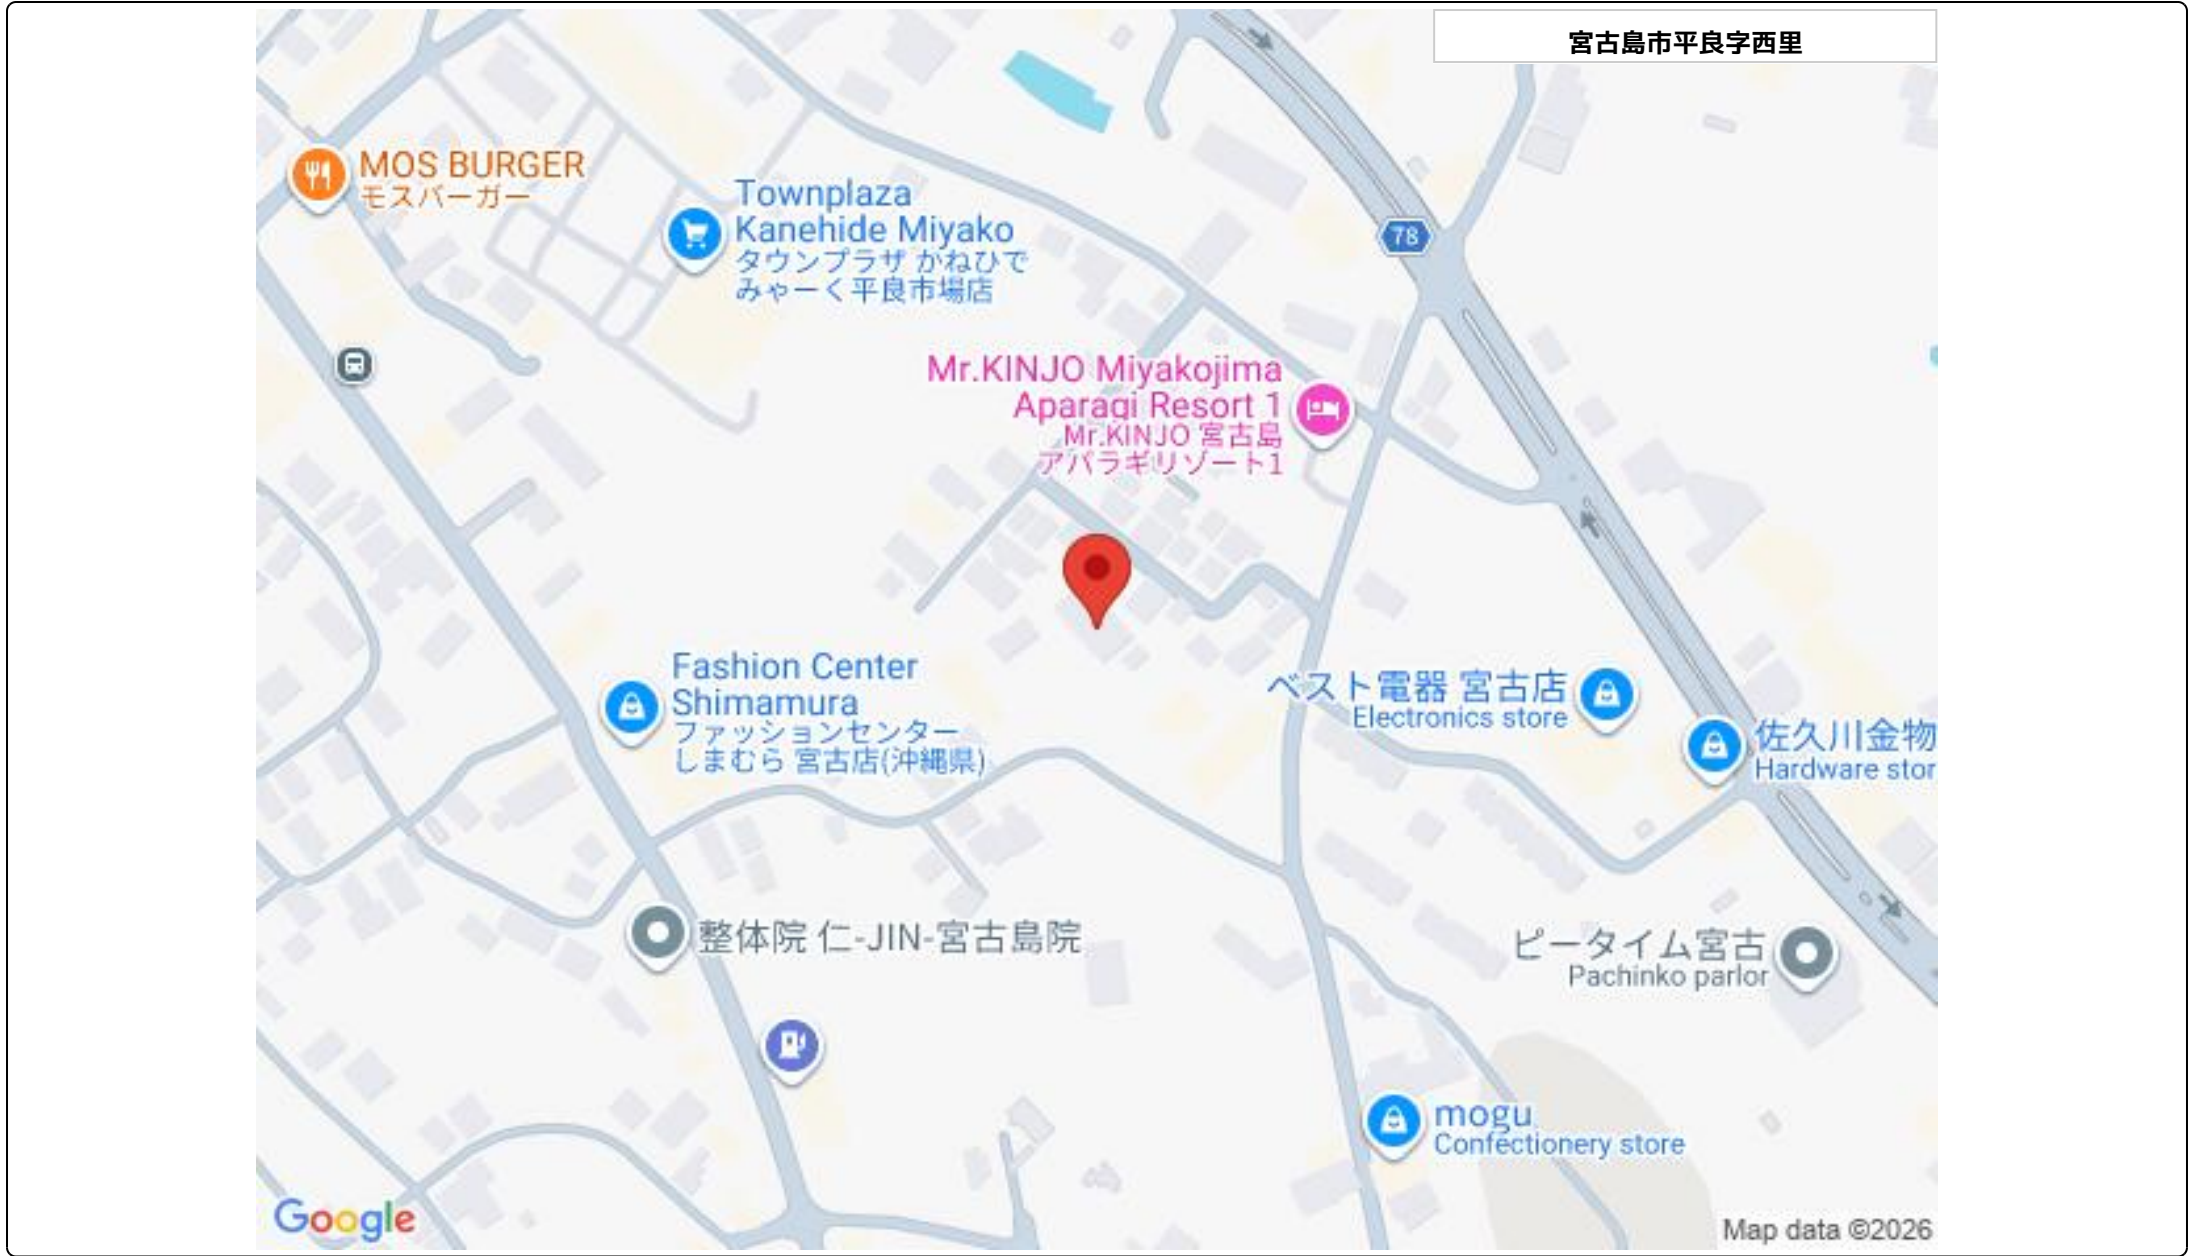 宮古島市平良字西里
MOS BURGER
モスバーガー
Townplaza
Kanehide Miyako
タウンプラザ かねひで
みゃーく平良市場店
78
Mr.KINJO Miyakojima
Aparagi Resort 1
Mr.KINJO 宮古島
アパラギリゾート1
Fashion Center
Shimamura
ファッションセンター
しまむら 宮古店(沖縄県)
ベスト電器 宮古店
Electronics store
佐久川金物
Hardware stor
整体院 仁-JIN-宮古島院
ピータイム宮古
Pachinko parlor
mogu
Confectionery store
Google
Map data ©2026